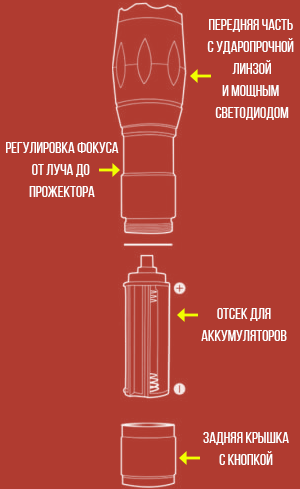 ПЕРЕДНЯЯ ЧАСТЬ
С УДАРОПРОЧНОЙ
ЛИНЗОЙ
И МОЩНЫМ
СВЕТОДИОДОМ
РЕГУЛИРОВКА ФОКУСА
ОТ ЛУЧА ДО
ПРОЖЕКТОРА
+
ОТСЕК ДЛЯ
АККУМУЛЯТОРОВ
-
ЗАДНЯЯ КРЫШКА
С КНОПКОЙ